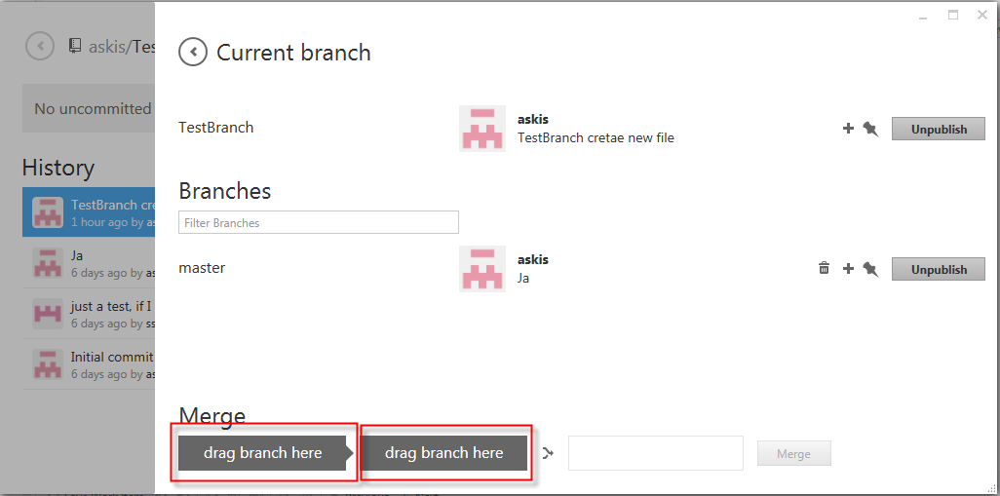 askis/Tes
No uncommitted
History
TestBranch cre
1 hour ago by as
Ja
6 days ago by as
just a test, if I
6 days ago by ss
Initial commit
6 days ago by as
Current branch
TestBranch
askis
TestBranch cretae new file
Unpublish
Branches
Filter Branches
master
askis
Ja
Unpublish
Merge
drag branch here
drag branch here
Merge